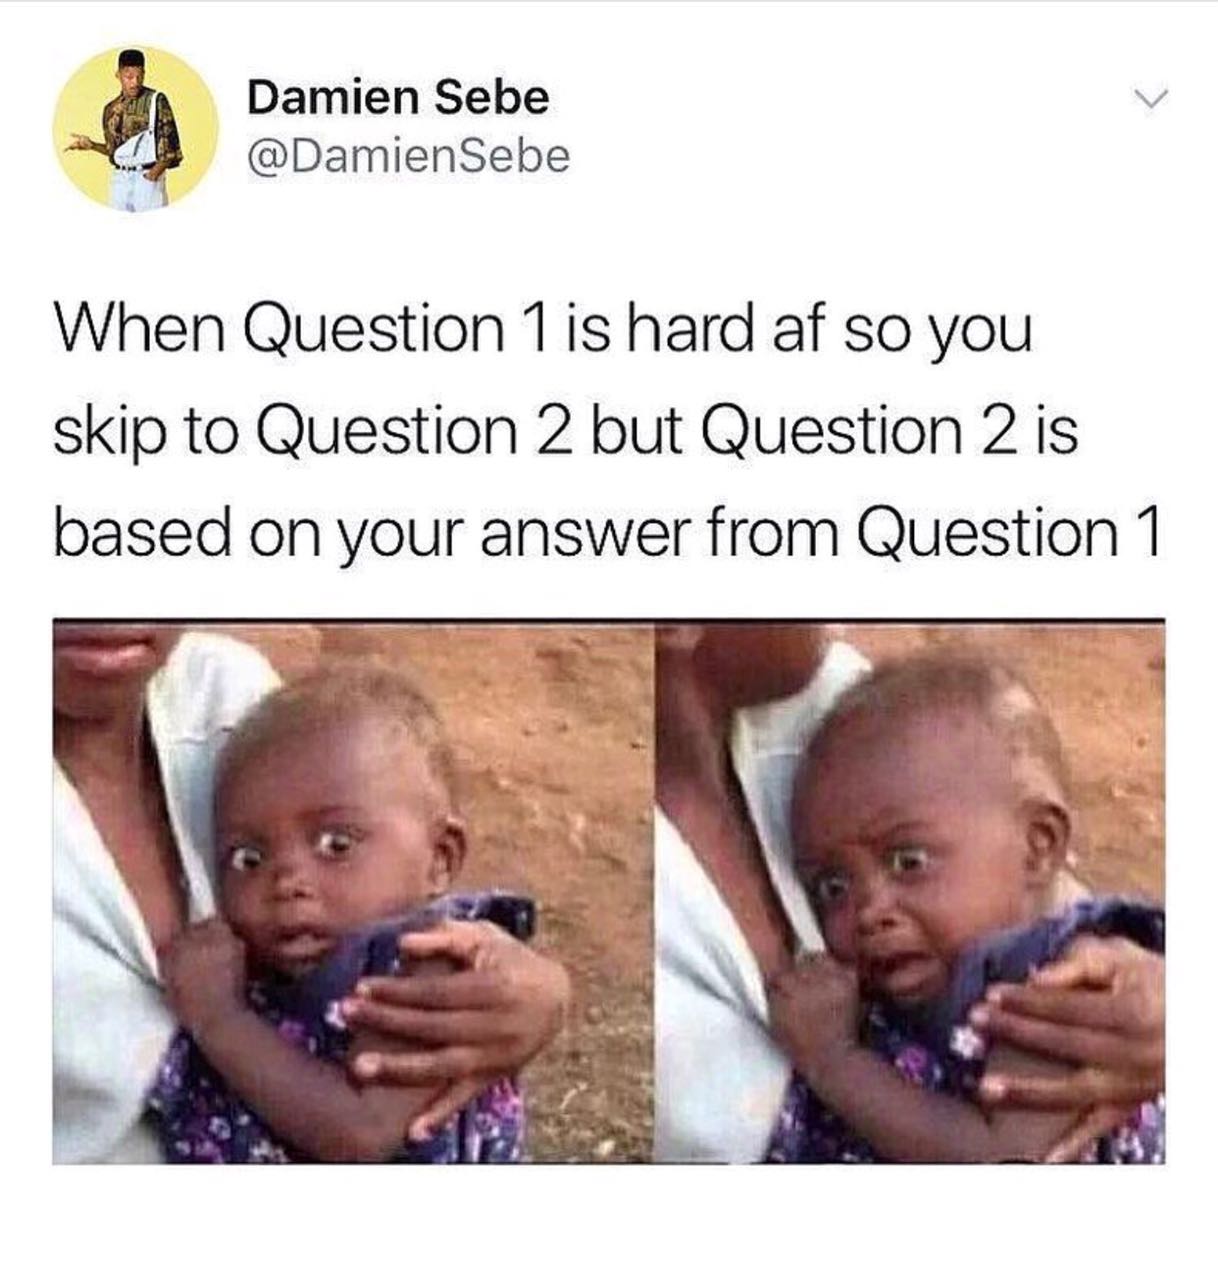 Damien Sebe
@DamienSebe
When Question 1 is hard af so you
skip to Question 2 but Question 2 is
based on your answer from Question 1